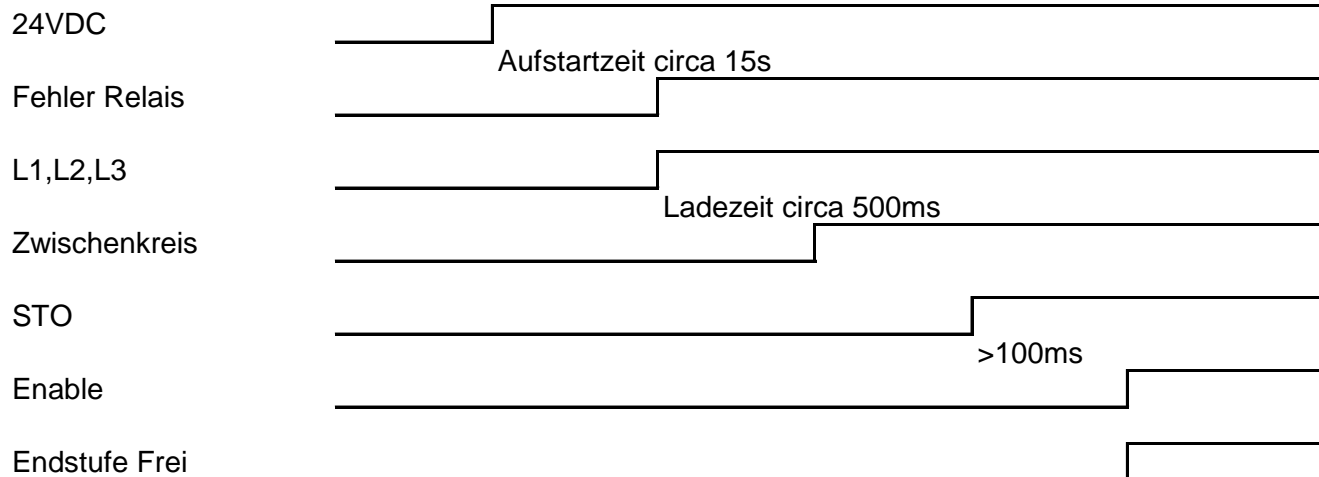 24VDC
Aufstartzeit circa 15s
Fehler Relais
L1,L2,L3
Ladezeit circa 500ms
Zwischenkreis
STO
>100ms
Enable
Endstufe Frei